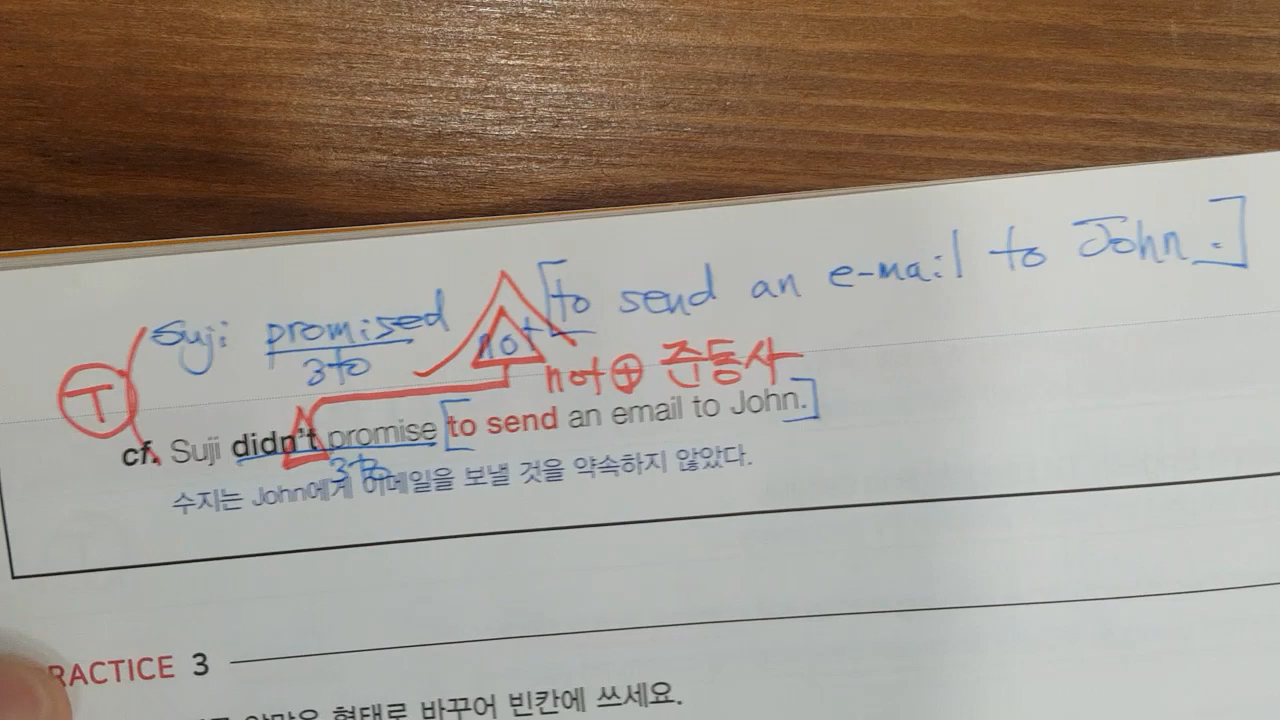 Suji promised not [to send an e-mail to John.]
3to
not ⊕ 준동사
T
cf. Suji didn't promise [to send an email to John.]
3to
수지는 John에게 이메일을 보낼 것을 약속하지 않았다.
RACTICE 3
형태로 바꾸어 빈칸에 쓰세요.